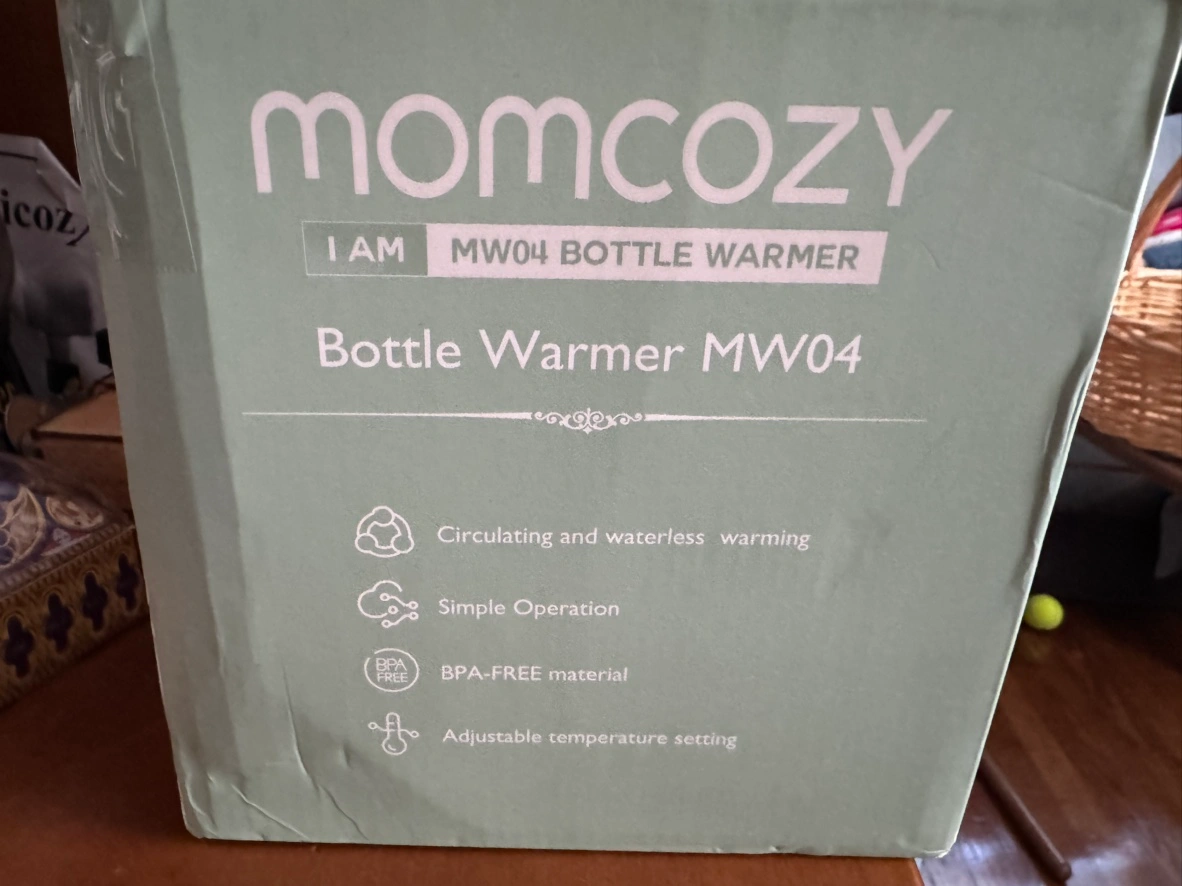 momcozy
I AM MW04 BOTTLE WARMER
Bottle Warmer MW04
Circulating and waterless warming
Simple Operation
BPA FREE
BPA-FREE material
Adjustable temperature setting
icoz